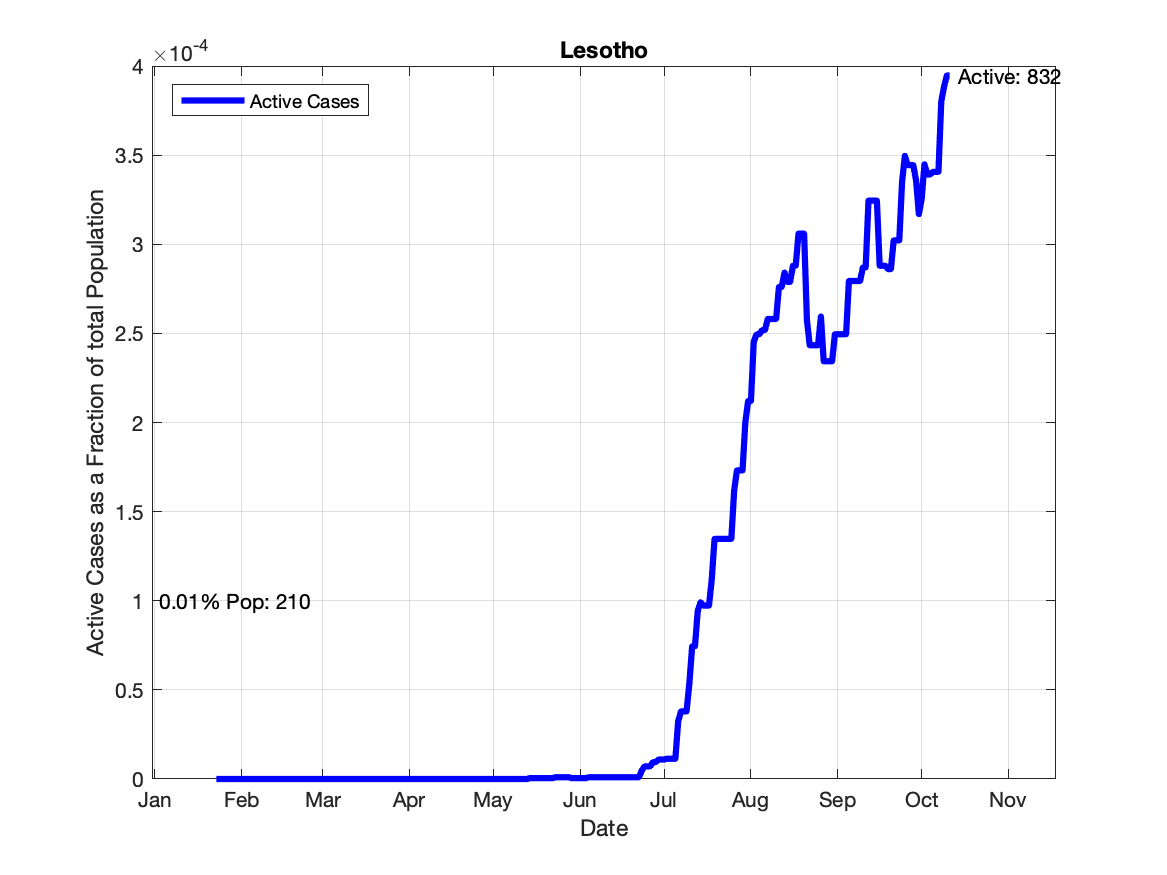 Lesotho
×10-4
4
3.5
3
2.5
2
1.5
1
0.5
0
Active Cases as a Fraction of total Population
Active Cases
Active: 832
0.01% Pop: 210
Jan Feb Mar Apr May Jun Jul Aug Sep Oct Nov
Date